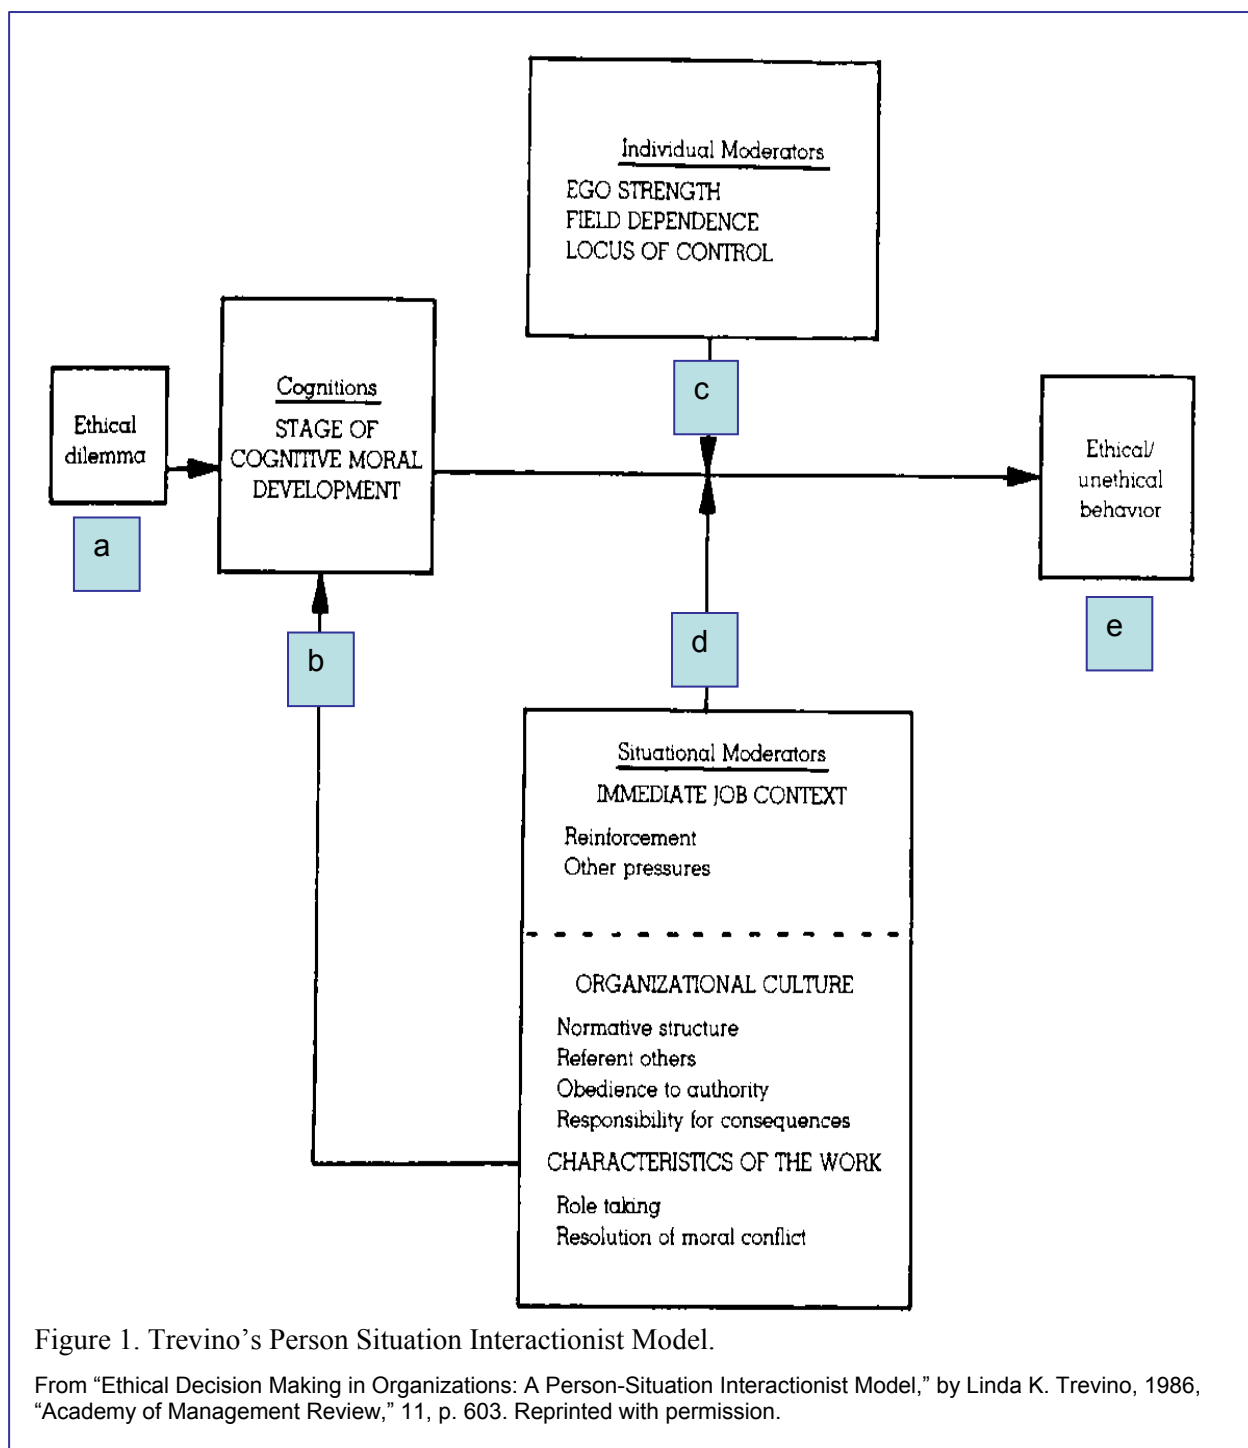 Individual Moderators
EGO STRENGTH
FIELD DEPENDENCE
LOCUS OF CONTROL
c
Ethical
dilemma
a
Cognitions
STAGE OF
COGNITIVE MORAL
DEVELOPMENT
b
Ethical/
unethical
behavior
e
d
Situational Moderators
IMMEDIATE JOB CONTEXT
Reinforcement
Other pressures
ORGANIZATIONAL CULTURE
Normative structure
Referent others
Obedience to authority
Responsibility for consequences
CHARACTERISTICS OF THE WORK
Role taking
Resolution of moral conflict
Figure 1. Trevino’s Person Situation Interactionist Model.
From “Ethical Decision Making in Organizations: A Person-Situation Interactionist Model,” by Linda K. Trevino, 1986,
“Academy of Management Review,” 11, p. 603. Reprinted with permission.